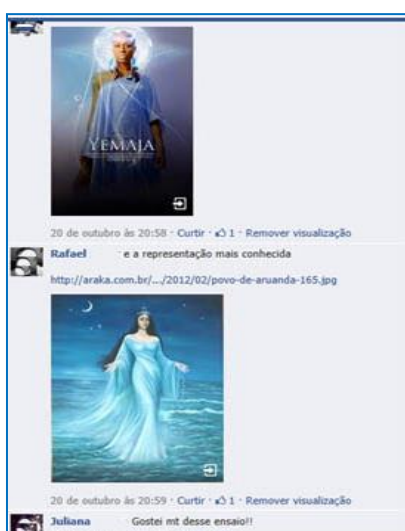 YEMAJA
20 de outubro às 20:58 · Curtir · 1 · Remover visualização
Rafael e a representação mais conhecida
http://araka.com.br/.../2012/02/povo-de-aruanda-165.jpg
20 de outubro às 20:59 · Curtir · 1 · Remover visualização
Juliana Gostei mt desse ensaio!!